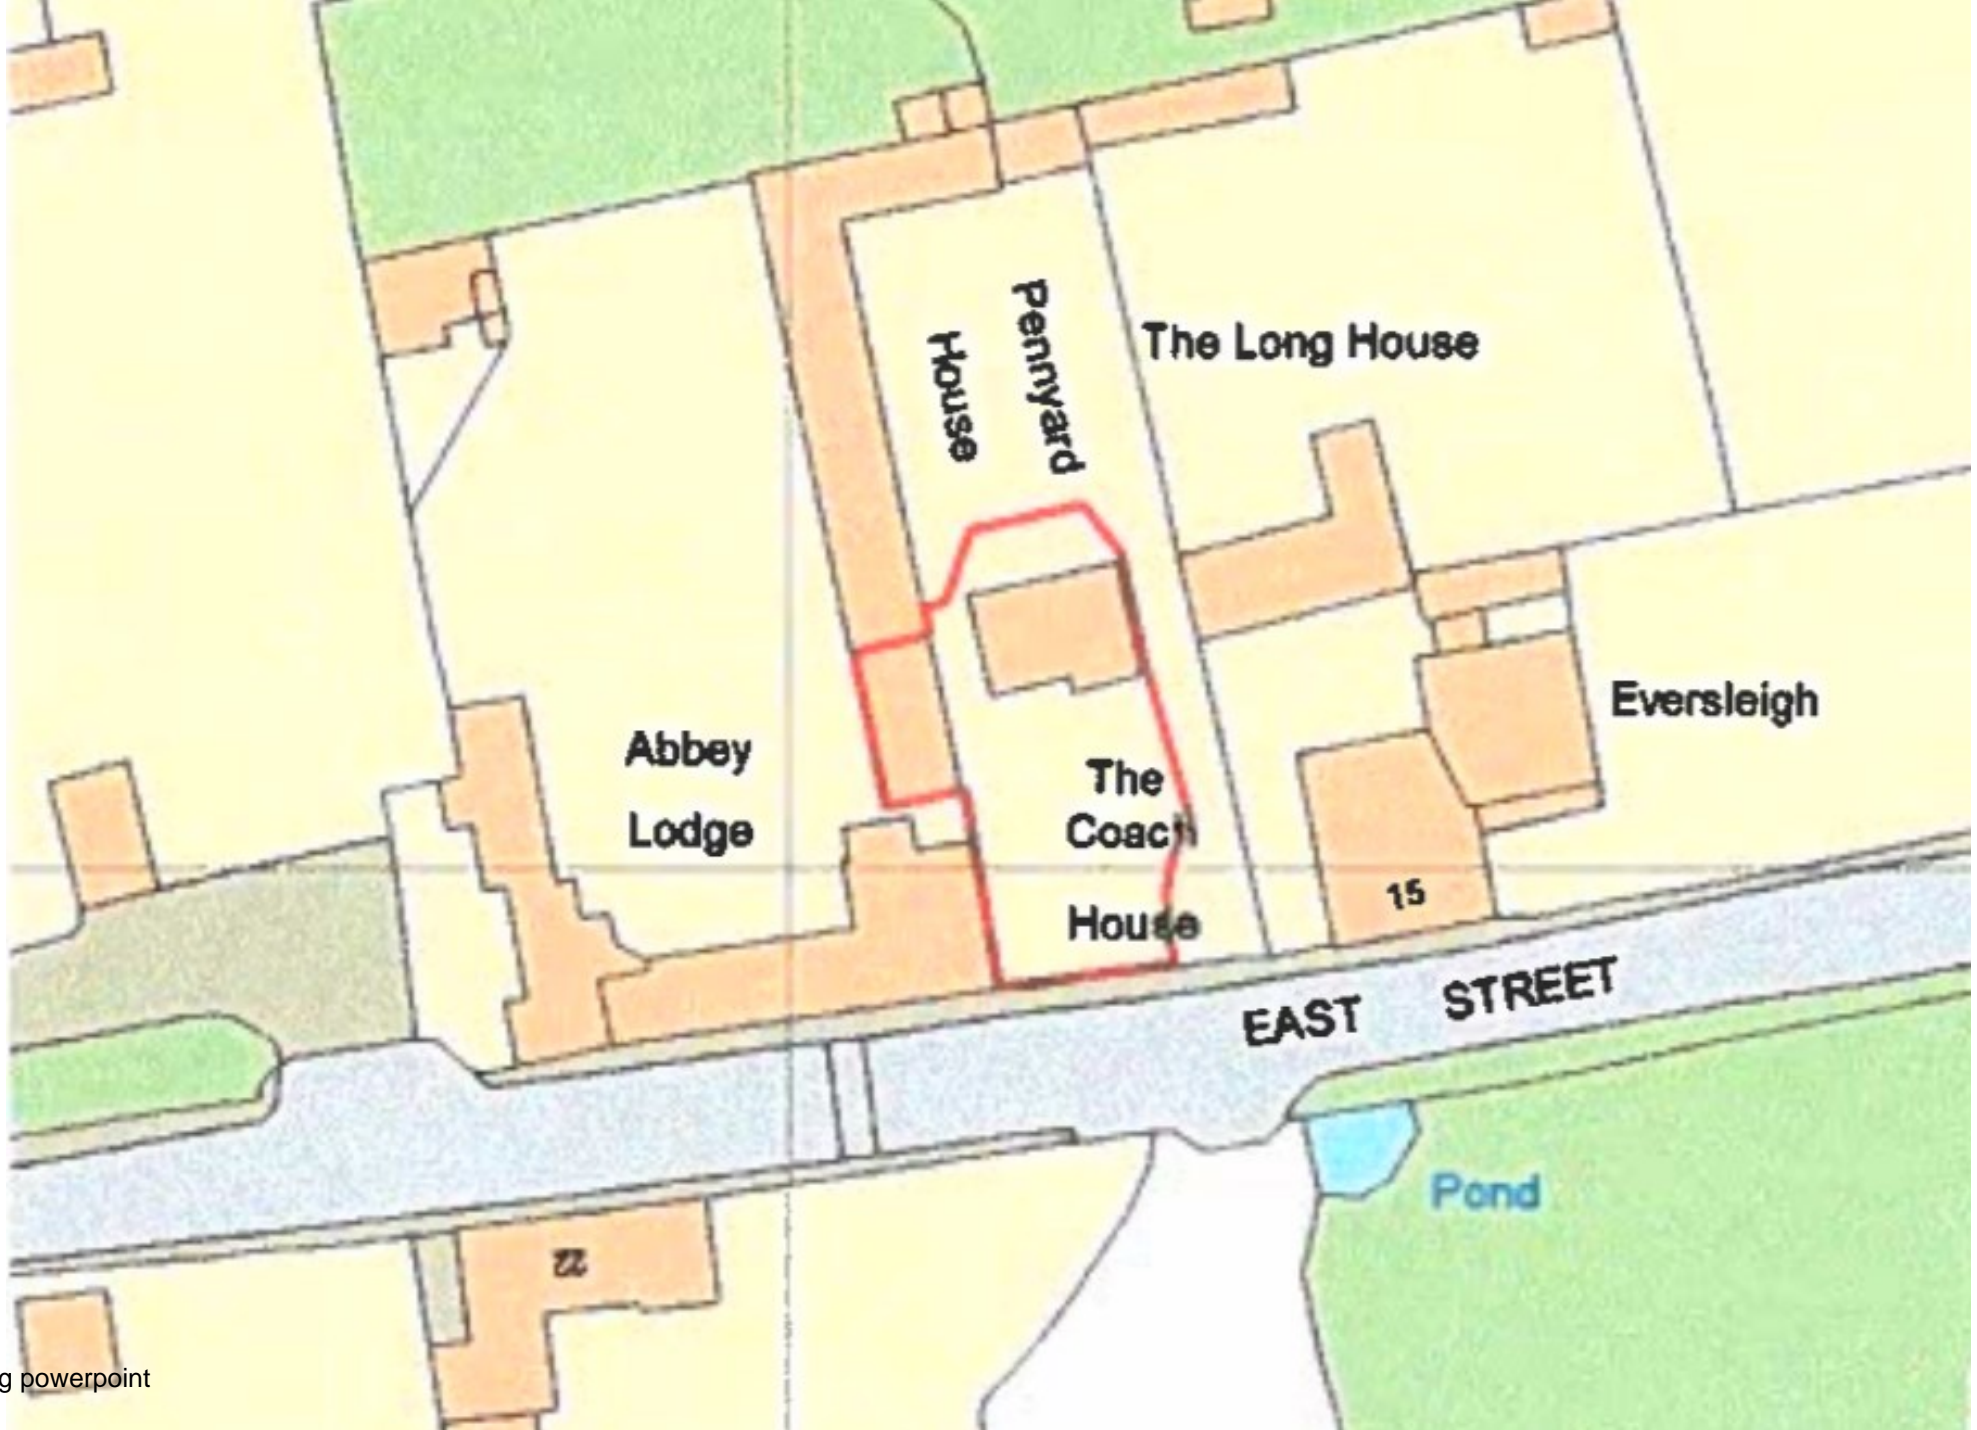 Pennyard
House
The Long House
Eversleigh
Abbey
Lodge
The
Coach
House
15
EAST STREET
Pond
22
g powerpoint